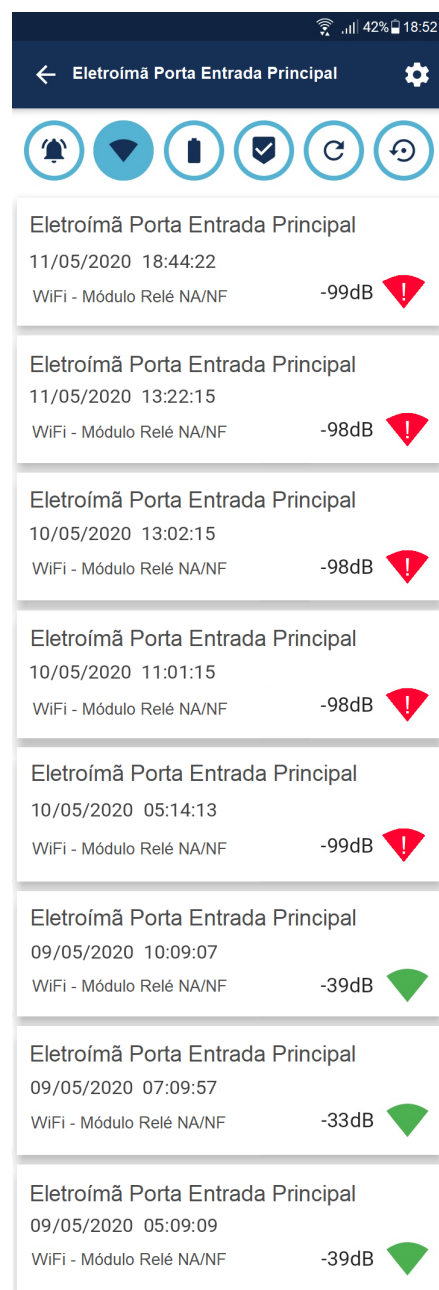 42% 18:52
Eletroímã Porta Entrada Principal
Eletroímã Porta Entrada Principal
11/05/2020 18:44:22
WiFi - Módulo Relé NA/NF -99dB !
Eletroímã Porta Entrada Principal
11/05/2020 13:22:15
WiFi - Módulo Relé NA/NF -98dB !
Eletroímã Porta Entrada Principal
10/05/2020 13:02:15
WiFi - Módulo Relé NA/NF -98dB !
Eletroímã Porta Entrada Principal
10/05/2020 11:01:15
WiFi - Módulo Relé NA/NF -98dB !
Eletroímã Porta Entrada Principal
10/05/2020 05:14:13
WiFi - Módulo Relé NA/NF -99dB !
Eletroímã Porta Entrada Principal
09/05/2020 10:09:07
WiFi - Módulo Relé NA/NF -39dB
Eletroímã Porta Entrada Principal
09/05/2020 07:09:57
WiFi - Módulo Relé NA/NF -33dB
Eletroímã Porta Entrada Principal
09/05/2020 05:09:09
WiFi - Módulo Relé NA/NF -39dB